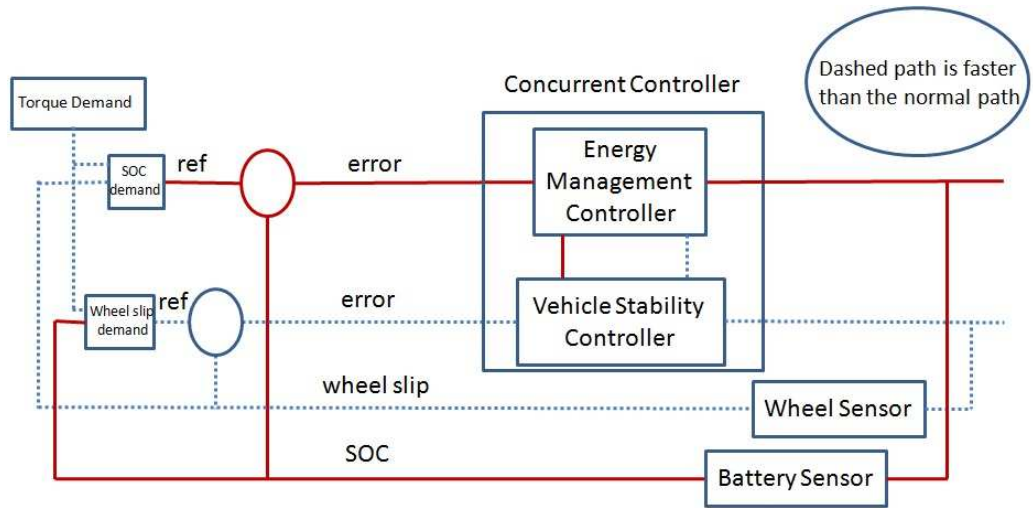 Dashed path is faster
than the normal path
Concurrent Controller
Torque Demand
SOC
demand
ref
error
Energy
Management
Controller
Wheel slip
demand
ref
error
Vehicle Stability
Controller
wheel slip
Wheel Sensor
SOC
Battery Sensor